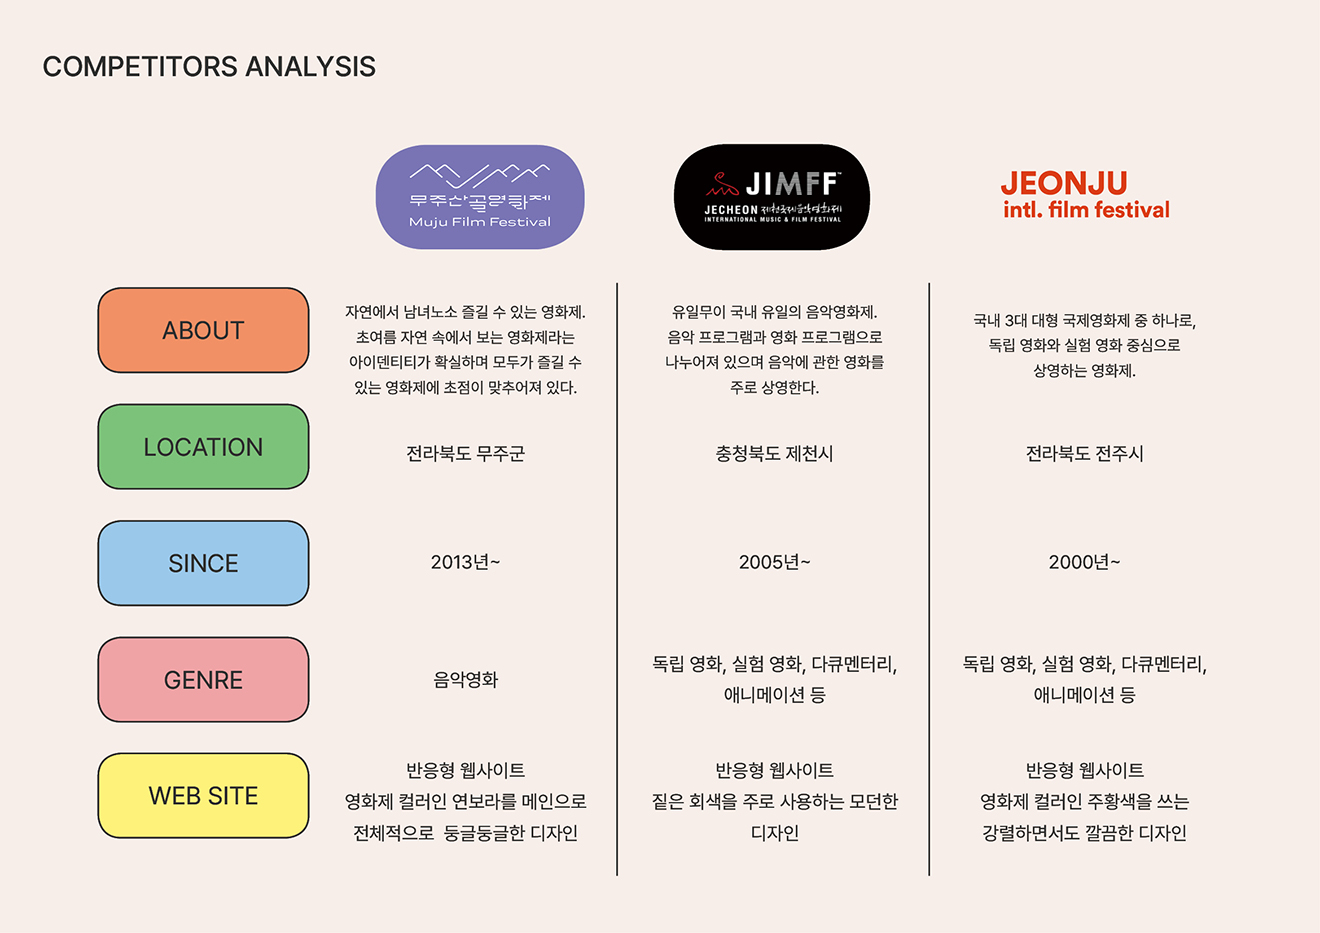 COMPETITORS ANALYSIS
무주산골영화제
Muju Film Festival
JIMFF™
JECHEON 제천국제음악영화제
INTERNATIONAL MUSIC & FILM FESTIVAL
JEONJU
intl. film festival
ABOUT
자연에서 남녀노소 즐길 수 있는 영화제.
초여름 자연 속에서 보는 영화제라는
아이덴티티가 확실하며 모두가 즐길 수
있는 영화제에 초점이 맞추어져 있다.
유일무이 국내 유일의 음악영화제.
음악 프로그램과 영화 프로그램으로
나누어져 있으며 음악에 관한 영화를
주로 상영한다.
국내 3대 대형 국제영화제 중 하나로,
독립 영화와 실험 영화 중심으로
상영하는 영화제.
LOCATION
전라북도 무주군
충청북도 제천시
전라북도 전주시
SINCE
2013년~
2005년~
2000년~
GENRE
음악영화
독립 영화, 실험 영화, 다큐멘터리,
애니메이션 등
독립 영화, 실험 영화, 다큐멘터리,
애니메이션 등
WEB SITE
반응형 웹사이트
영화제 컬러인 연보라를 메인으로
전체적으로 둥글둥글한 디자인
반응형 웹사이트
짙은 회색을 주로 사용하는 모던한
디자인
반응형 웹사이트
영화제 컬러인 주황색을 쓰는
강렬하면서도 깔끔한 디자인